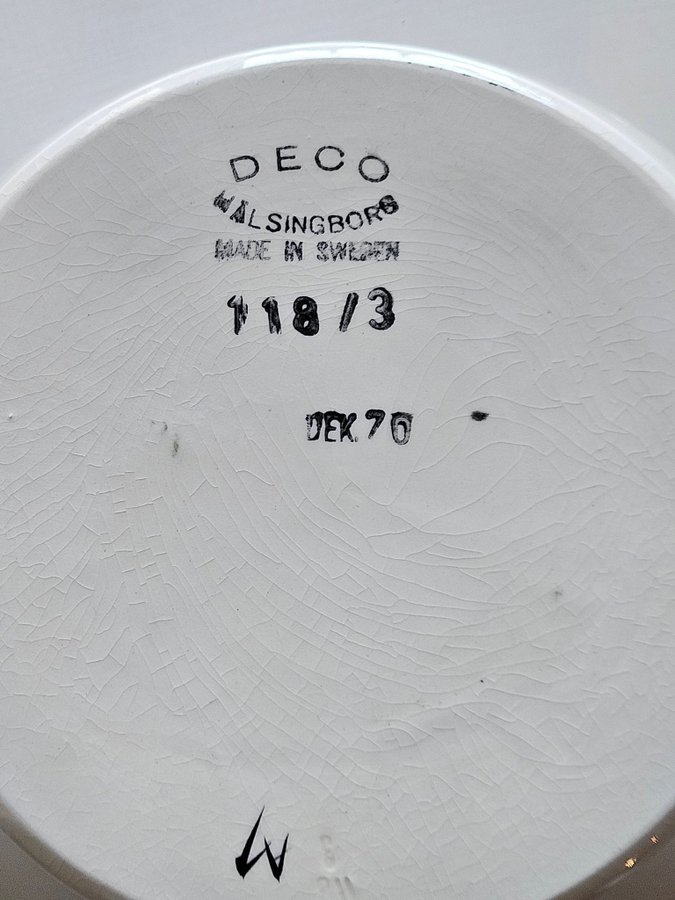 DECO
HÄLSINGBORG
MADE IN SWEDEN
118/3
DEK.70